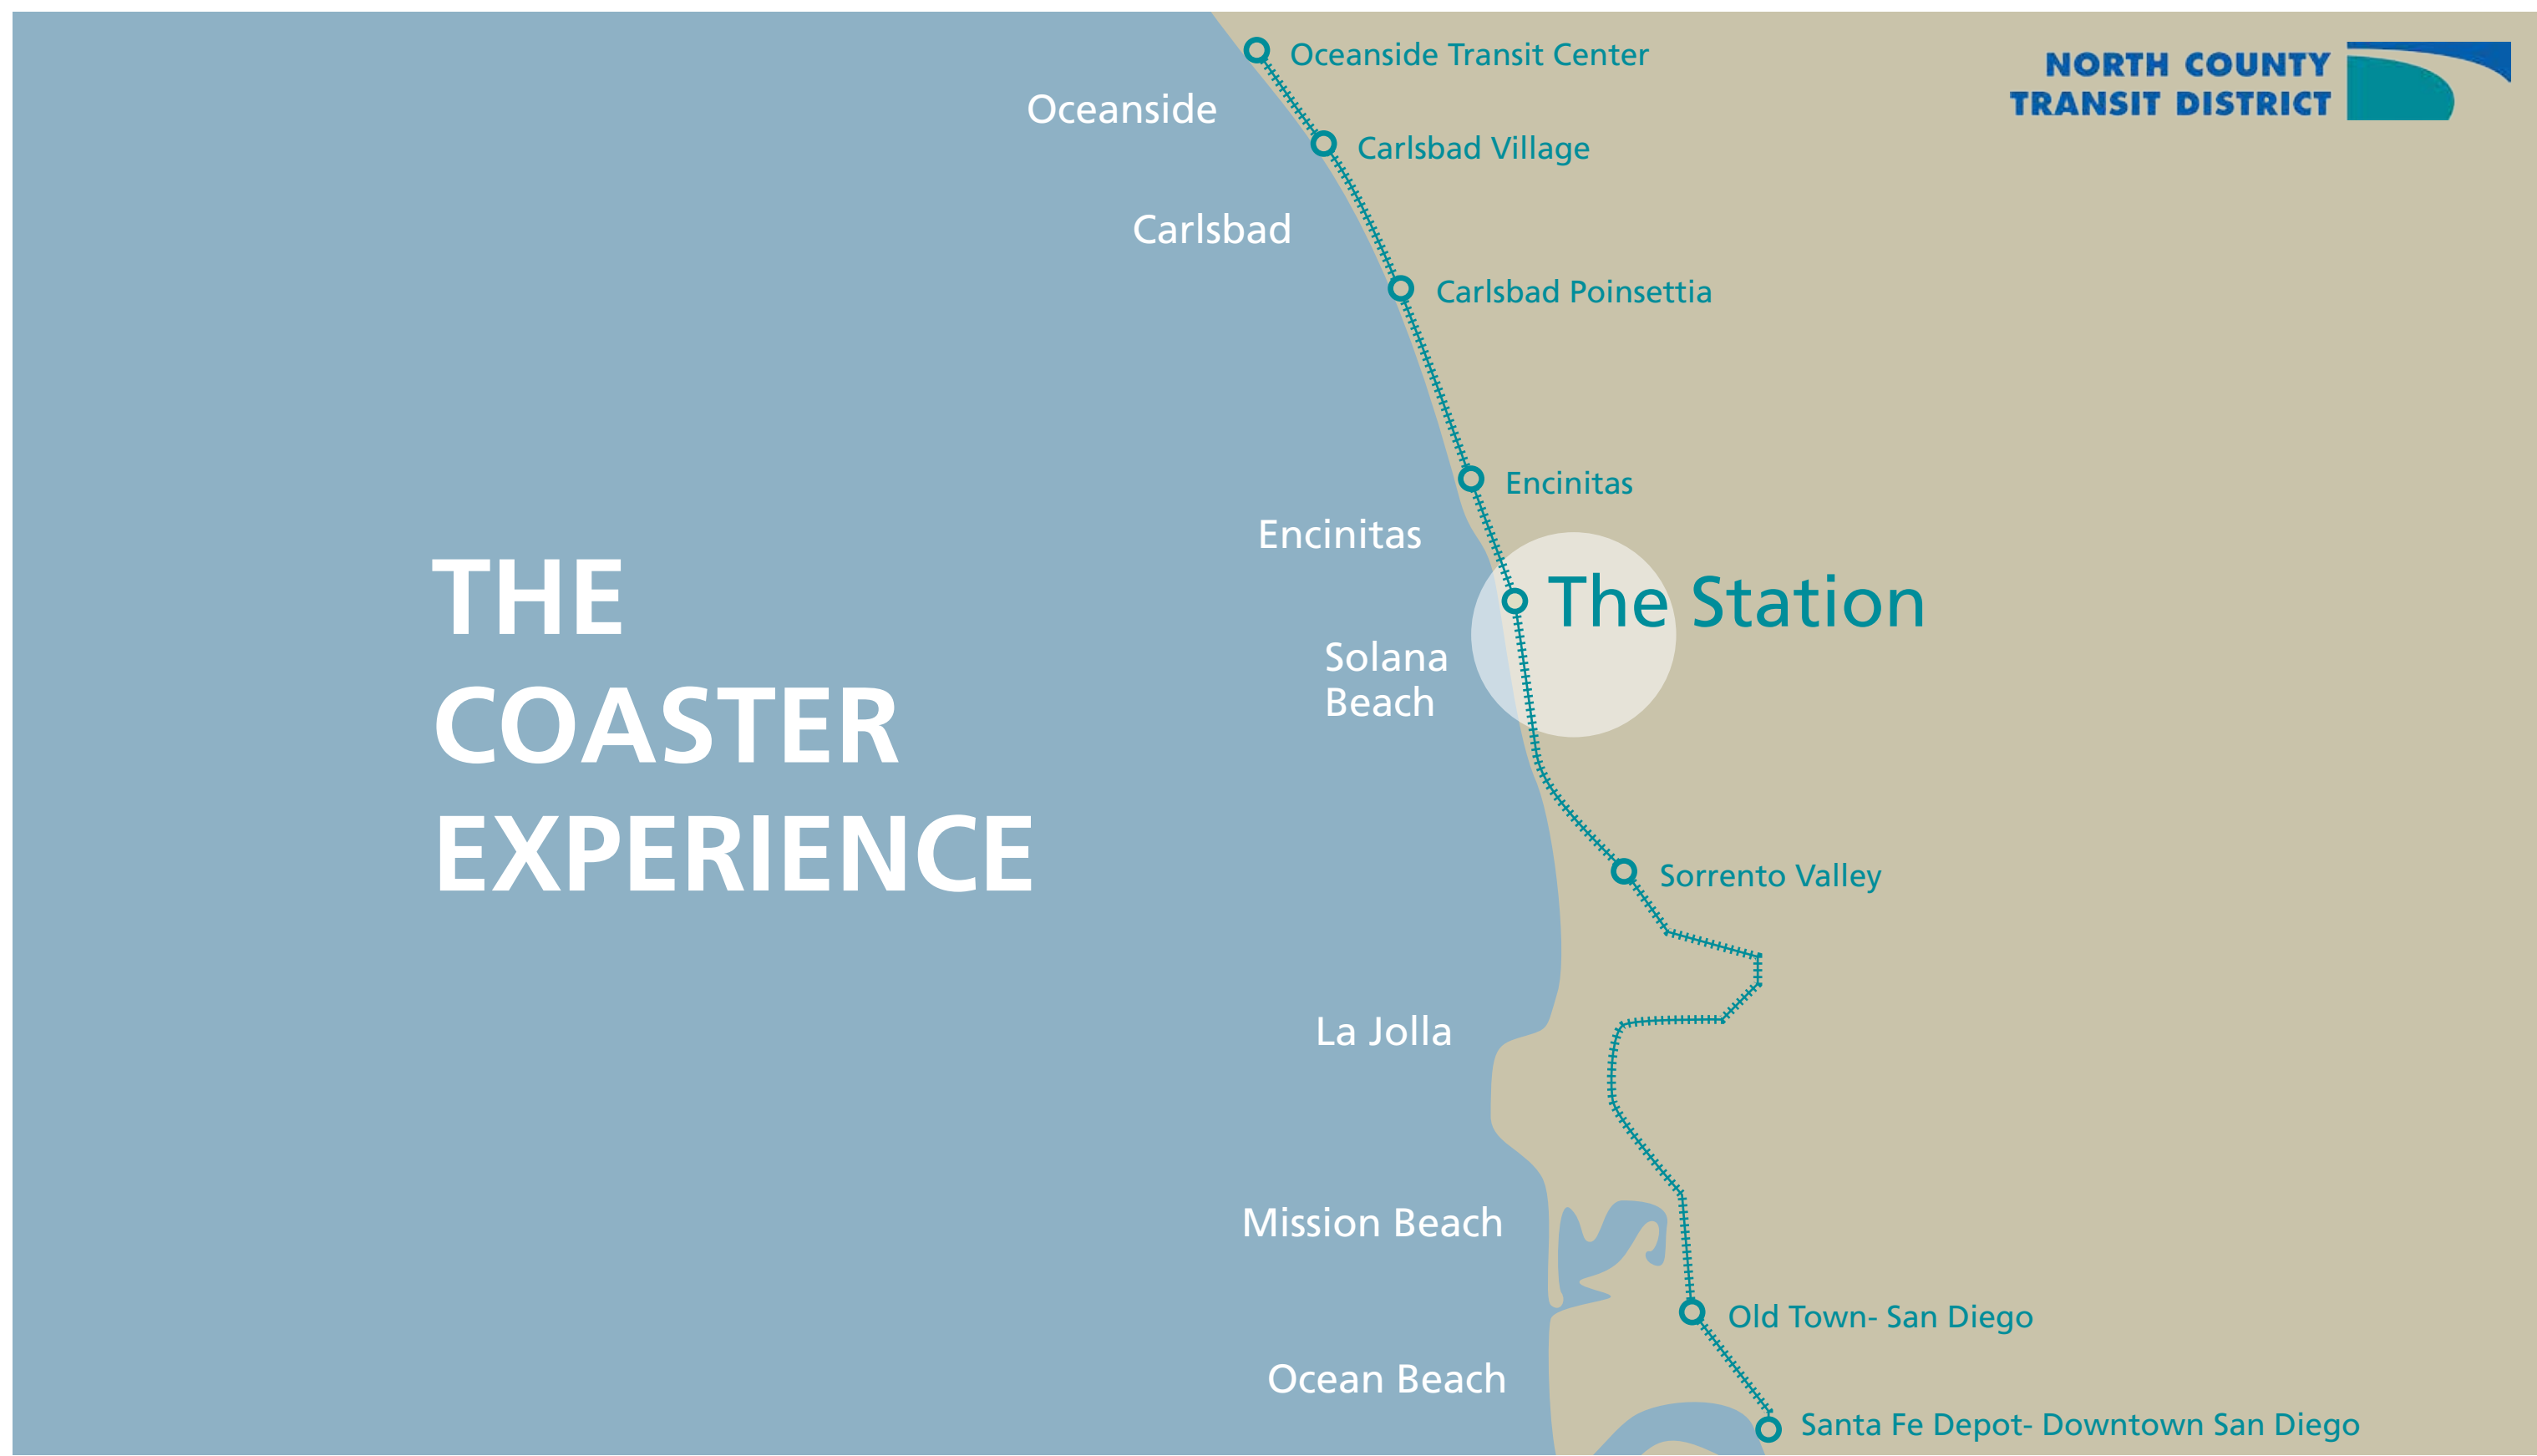 Oceanside Transit Center
NORTH COUNTY
TRANSIT DISTRICT
Oceanside
Carlsbad Village
Carlsbad
Carlsbad Poinsettia
Encinitas
Encinitas
THE
COASTER
EXPERIENCE
The Station
Solana
Beach
Sorrento Valley
La Jolla
Mission Beach
Old Town- San Diego
Ocean Beach
Santa Fe Depot- Downtown San Diego